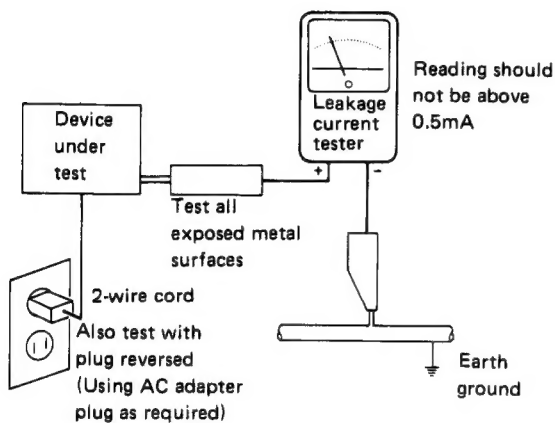 Device
under
test
Leakage
current
tester
+ −
Reading should
not be above
0.5mA
Test all
exposed metal
surfaces
2-wire cord
Also test with
plug reversed
(Using AC adapter
plug as required)
Earth
ground